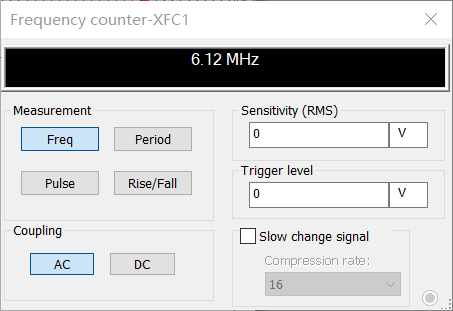 Frequency counter-XFC1
6.12 MHz
Measurement
Freq
Period
Pulse
Rise/Fall
Coupling
AC
DC
Sensitivity (RMS)
0
V
Trigger level
0
V
Slow change signal
Compression rate:
16